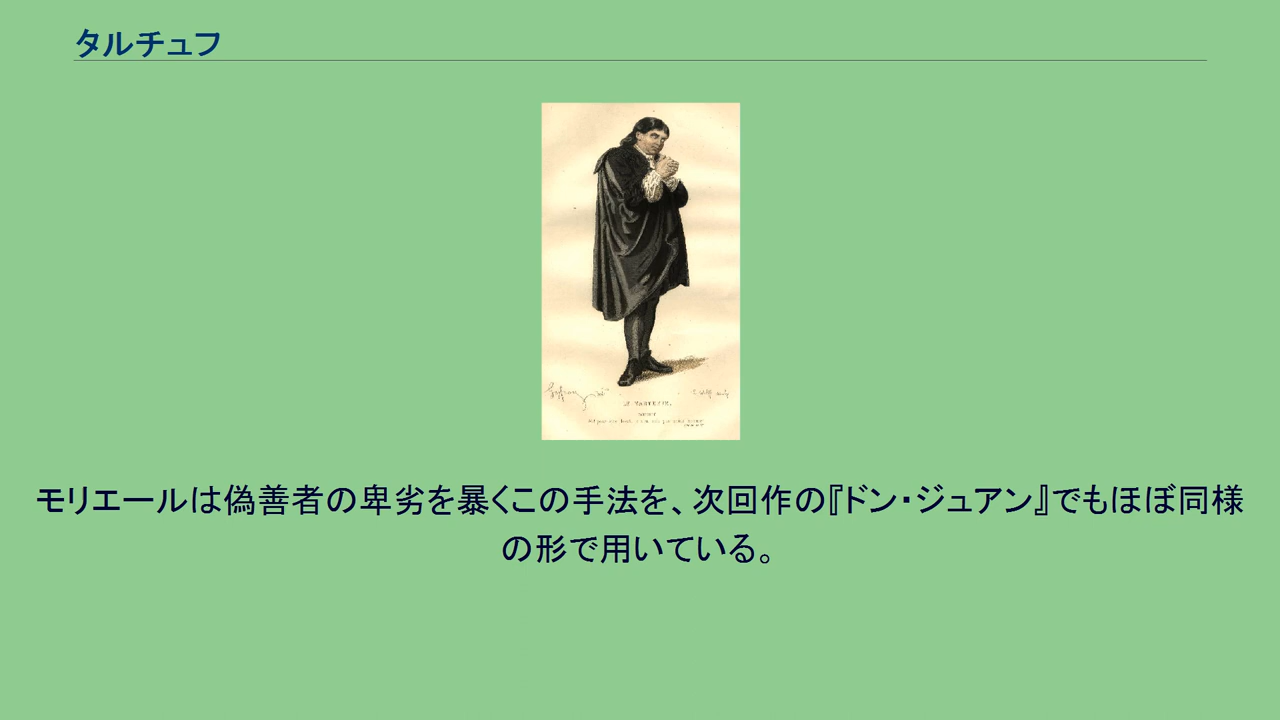 タルチュフ
モリエールは偽善者の卑劣を暴くこの手法を、次回作の『ドン・ジュアン』でもほぼ同様
の形で用いている。